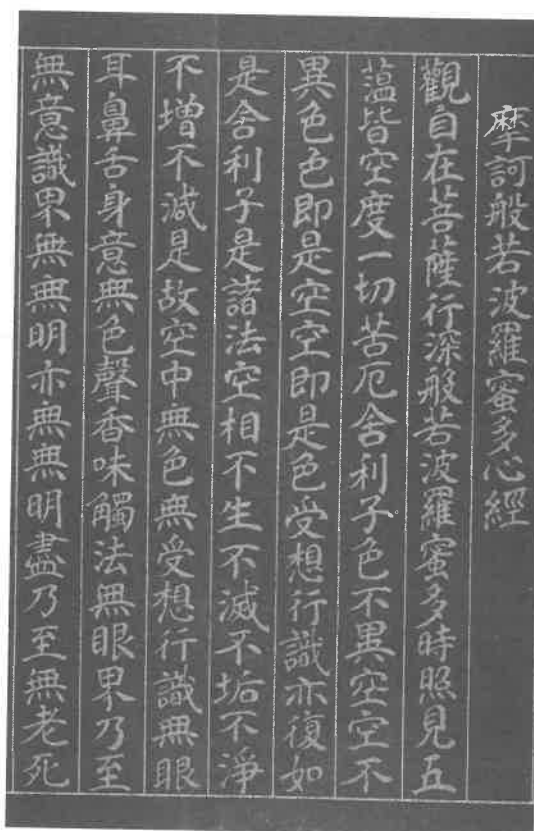 摩訶般若波羅蜜多心經
觀自在菩薩行深般若波羅蜜多時照見五
蘊皆空度一切苦厄舍利子色不異空空不
異色色即是空空即是色受想行識亦復如
是舍利子是諸法空相不生不滅不垢不淨
不增不減是故空中無色無受想行識無眼
耳鼻舌身意無色聲香味觸法無眼界乃至
無意識界無無明亦無無明盡乃至無老死